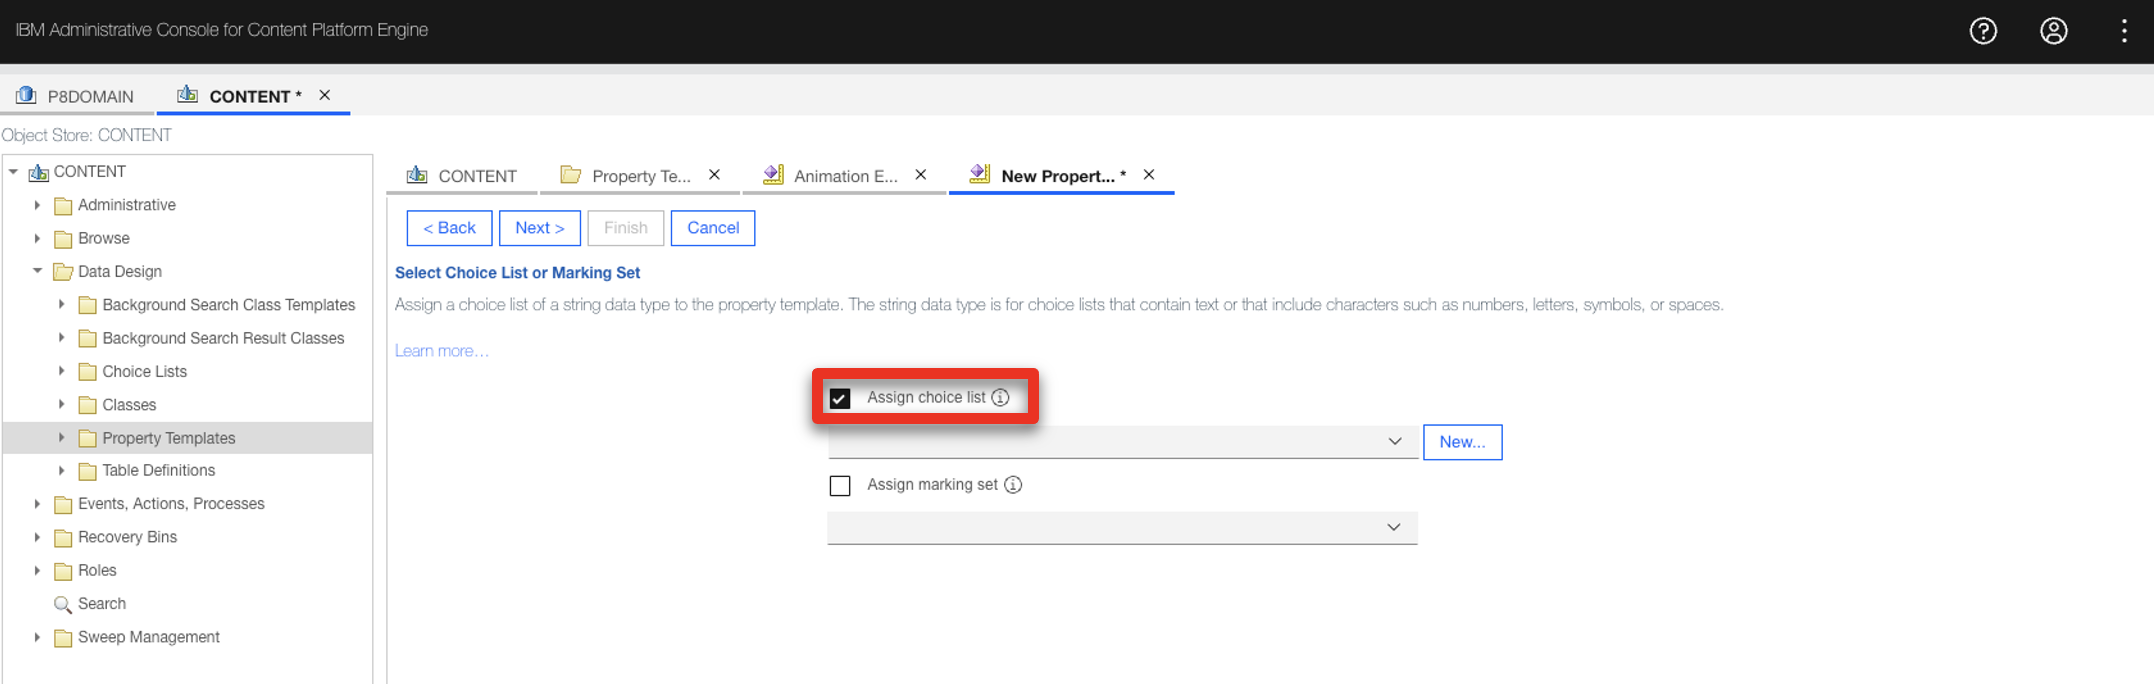 IBM Administrative Console for Content Platform Engine
P8DOMAIN
CONTENT *
Object Store: CONTENT
CONTENT
Administrative
Browse
Data Design
Background Search Class Templates
Background Search Result Classes
Choice Lists
Classes
Property Templates
Table Definitions
Events, Actions, Processes
Recovery Bins
Roles
Search
Sweep Management
CONTENT
Property Te...
Animation E...
New Propert... *
< Back
Next >
Finish
Cancel
Select Choice List or Marking Set
Assign a choice list of a string data type to the property template. The string data type is for choice lists that contain text or that include characters such as numbers, letters, symbols, or spaces.
Learn more...
Assign choice list
New...
Assign marking set